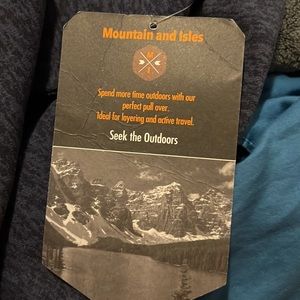 Mountain and Isles
M
I
Spend more time outdoors with our
perfect pull over.
Ideal for layering and active travel.
Seek the Outdoors